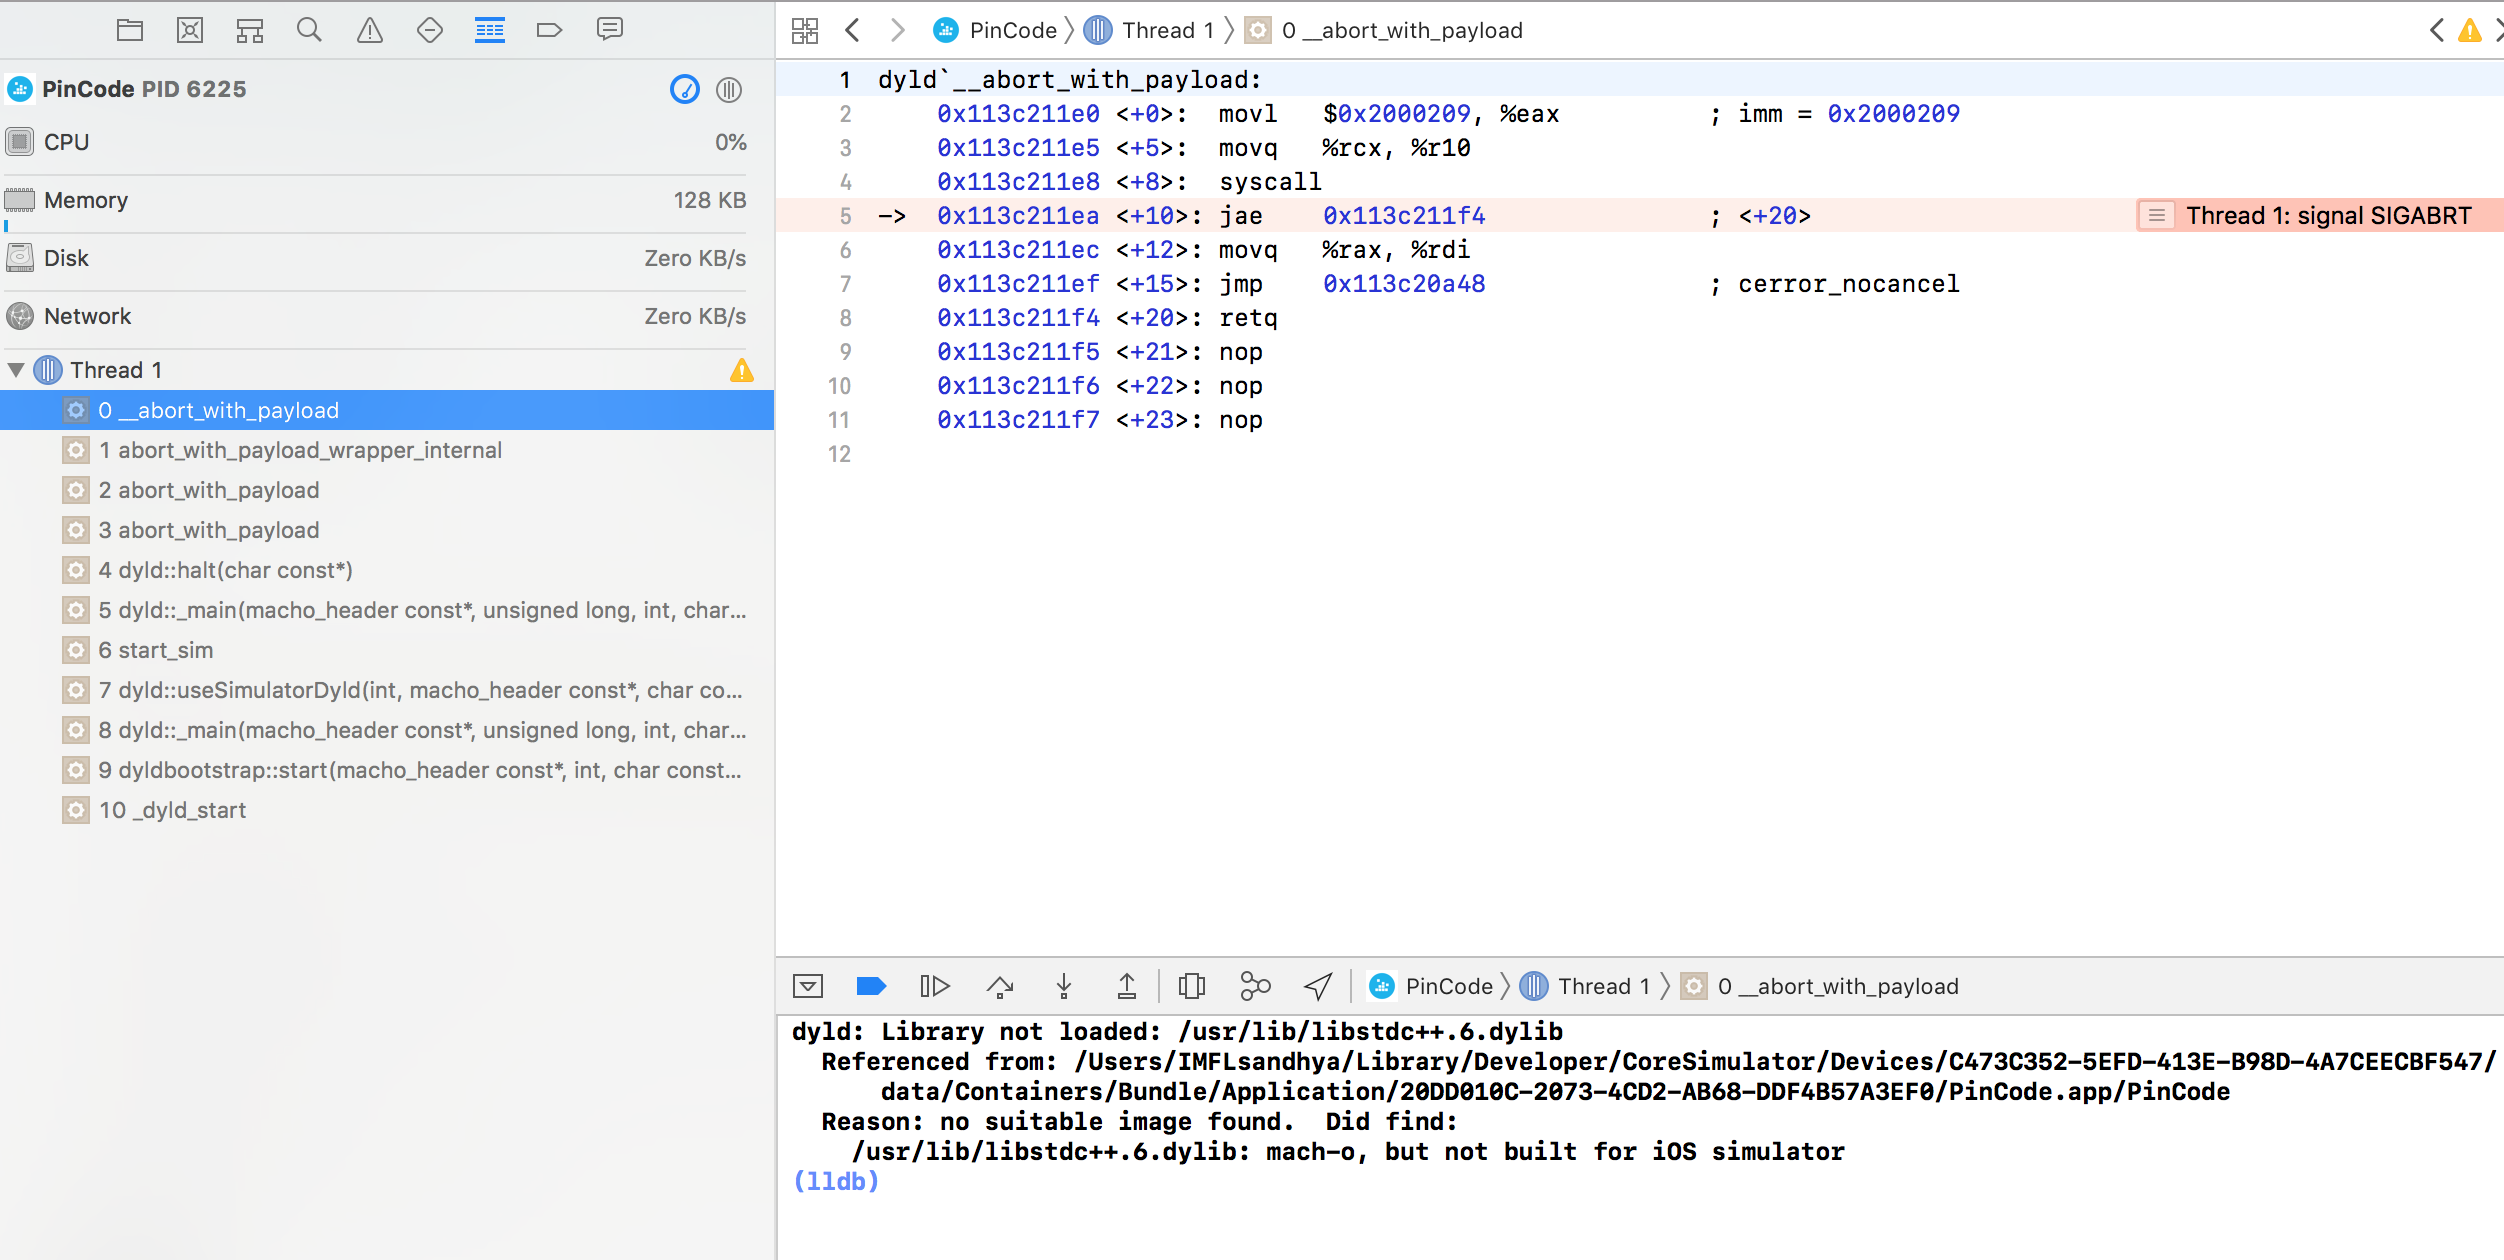 PinCode PID 6225
CPU 0%
Memory 128 KB
Disk Zero KB/s
Network Zero KB/s
Thread 1
0 __abort_with_payload
1 abort_with_payload_wrapper_internal
2 abort_with_payload
3 abort_with_payload
4 dyld::halt(char const*)
5 dyld::_main(macho_header const*, unsigned long, int, char...
6 start_sim
7 dyld::useSimulatorDyld(int, macho_header const*, char co...
8 dyld::_main(macho_header const*, unsigned long, int, char...
9 dyldbootstrap::start(macho_header const*, int, char const...
10 _dyld_start
PinCode Thread 1 0 __abort_with_payload
1 dyld`__abort_with_payload:
2 0x113c211e0 <+0>: movl $0x2000209, %eax ; imm = 0x2000209
3 0x113c211e5 <+5>: movq %rcx, %r10
4 0x113c211e8 <+8>: syscall
5 -> 0x113c211ea <+10>: jae 0x113c211f4 ; <+20> Thread 1: signal SIGABRT
6 0x113c211ec <+12>: movq %rax, %rdi
7 0x113c211ef <+15>: jmp 0x113c20a48 ; cerror_nocancel
8 0x113c211f4 <+20>: retq
9 0x113c211f5 <+21>: nop
10 0x113c211f6 <+22>: nop
11 0x113c211f7 <+23>: nop
12
PinCode Thread 1 0 __abort_with_payload
dyld: Library not loaded: /usr/lib/libstdc++.6.dylib
Referenced from: /Users/IMFLsandhya/Library/Developer/CoreSimulator/Devices/C473C352-5EFD-413E-B98D-4A7CEECBF547/
data/Containers/Bundle/Application/20DD010C-2073-4CD2-AB68-DDF4B57A3EF0/PinCode.app/PinCode
Reason: no suitable image found. Did find:
/usr/lib/libstdc++.6.dylib: mach-o, but not built for iOS simulator
(lldb)